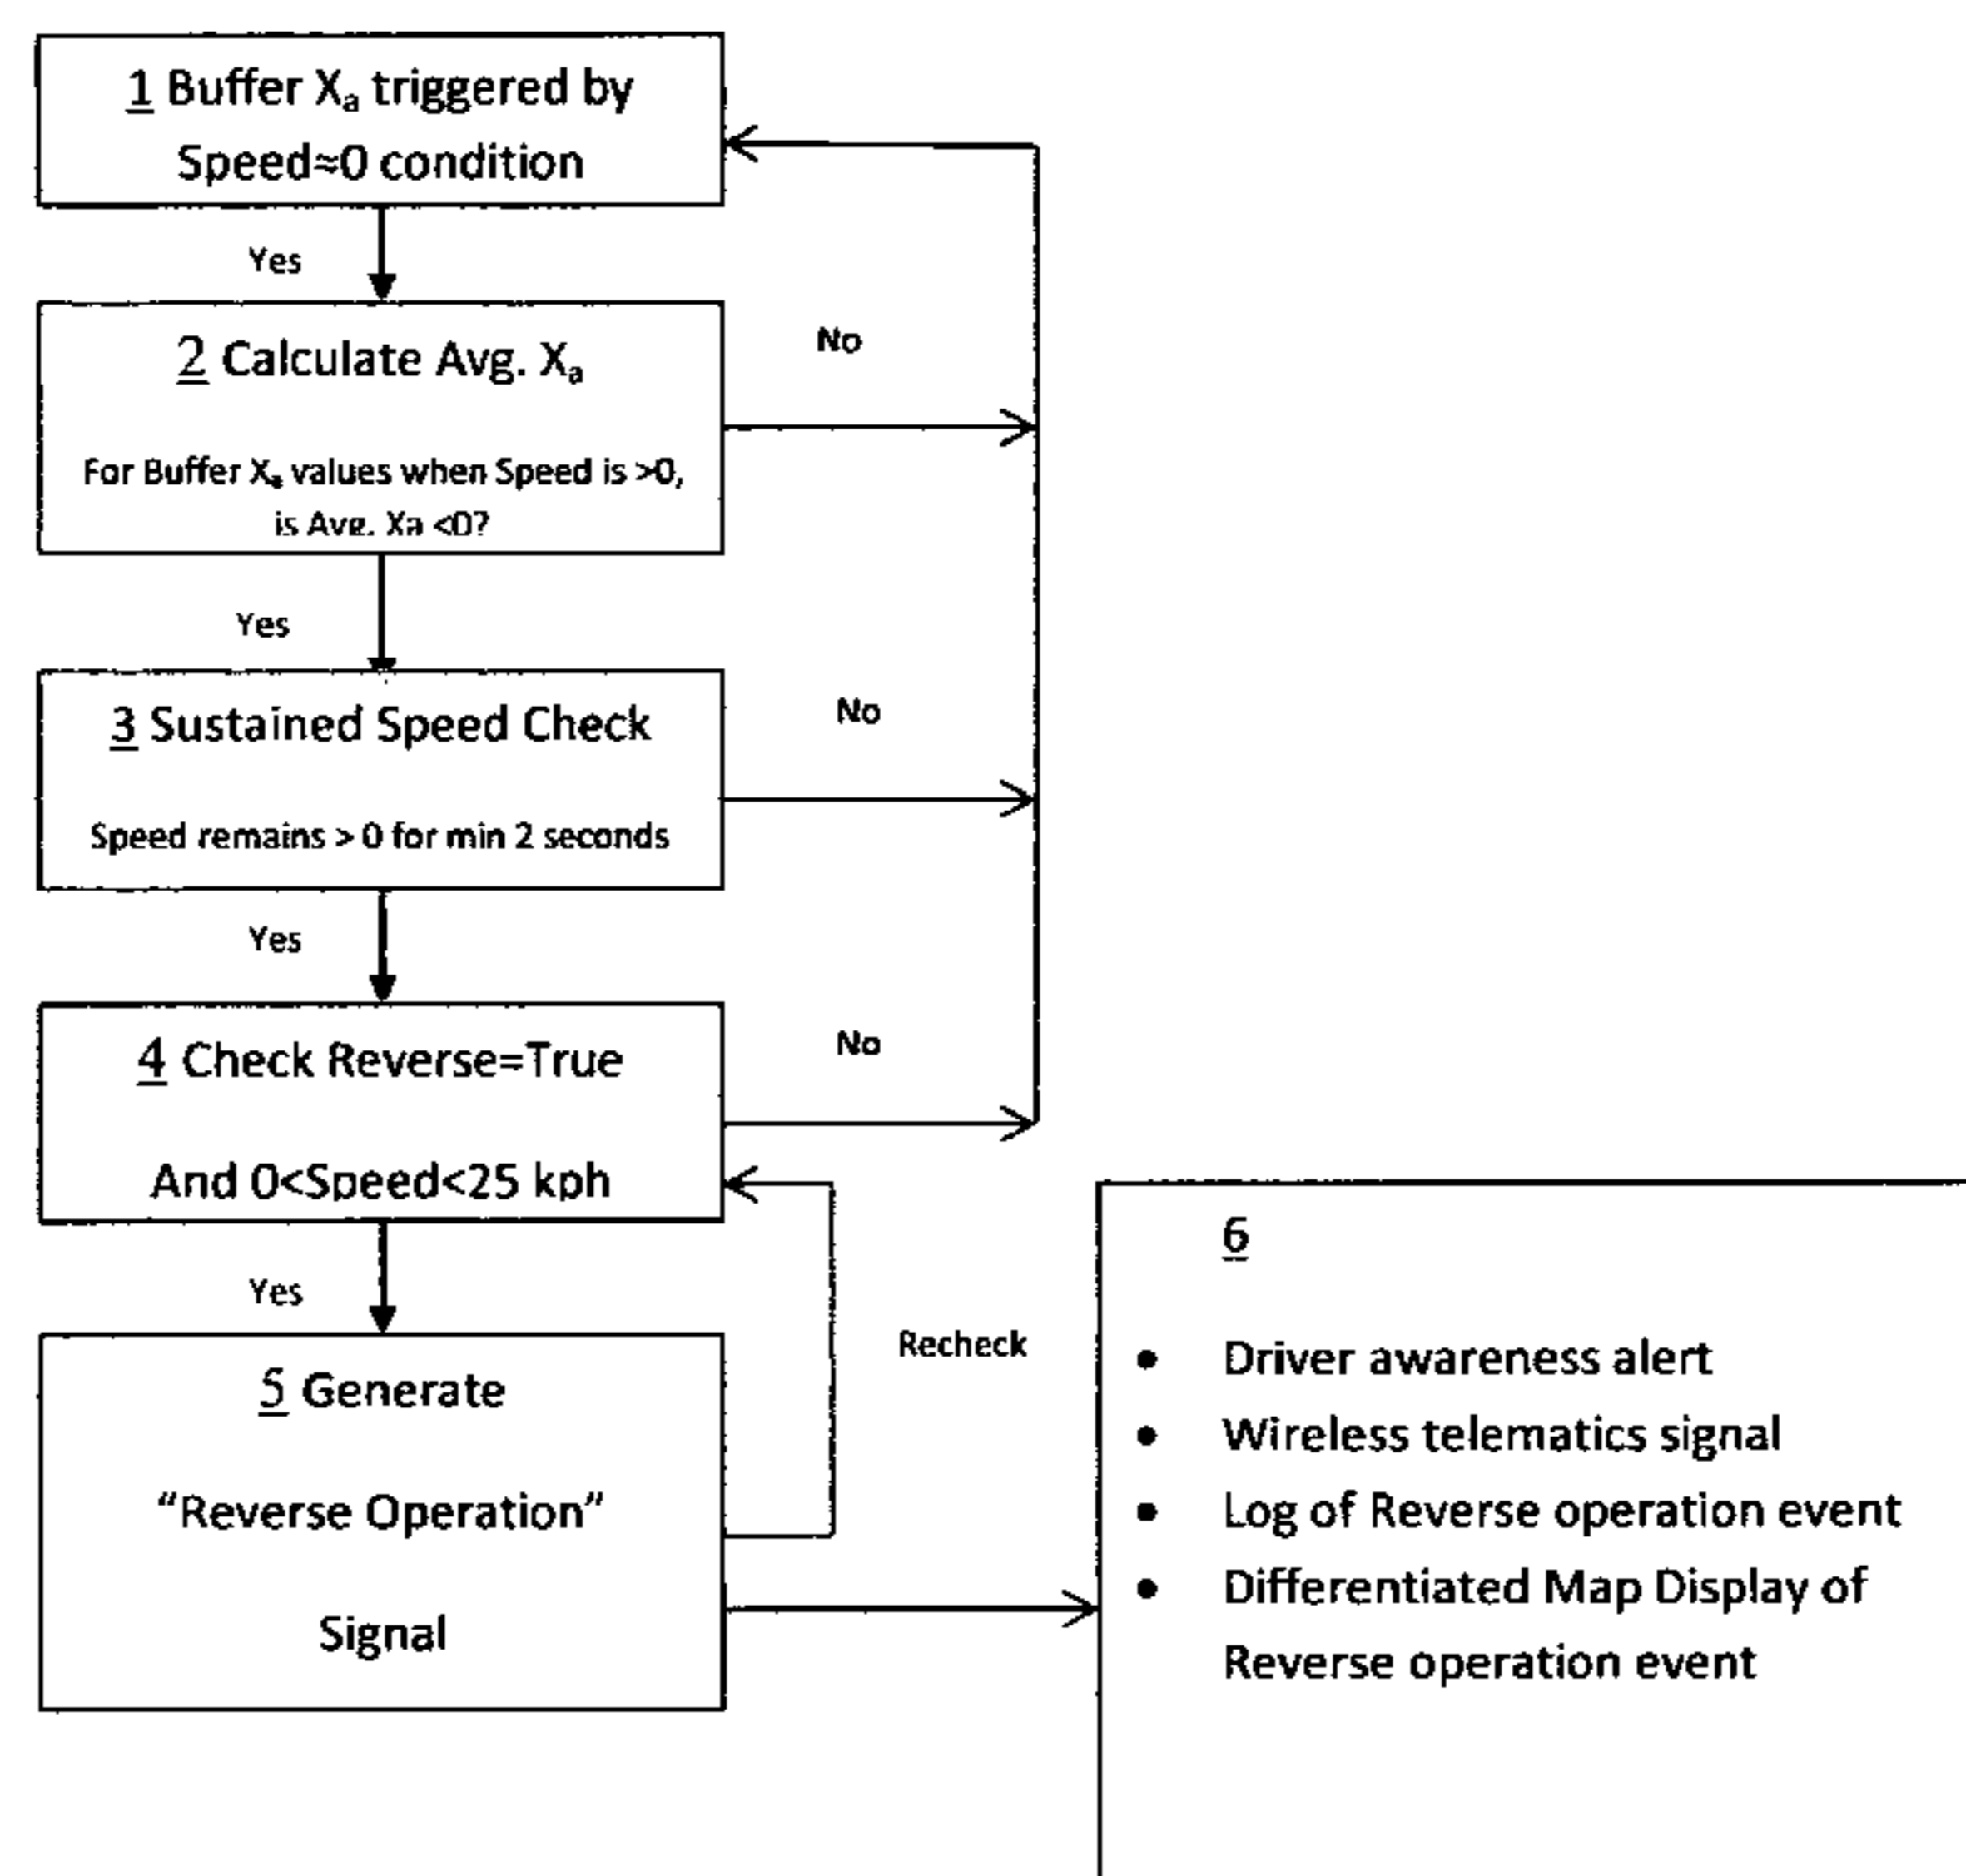 1 Buffer Xa triggered by
Speed≈0 condition
Yes
2 Calculate Avg. Xa
For Buffer Xa values when Speed is >0,
is Avg. Xa <0?
No
Yes
3 Sustained Speed Check
Speed remains > 0 for min 2 seconds
No
Yes
4 Check Reverse=True
And 0<Speed<25 kph
No
Yes
5 Generate
“Reverse Operation”
Signal
Recheck
6
• Driver awareness alert
• Wireless telematics signal
• Log of Reverse operation event
• Differentiated Map Display of
Reverse operation event